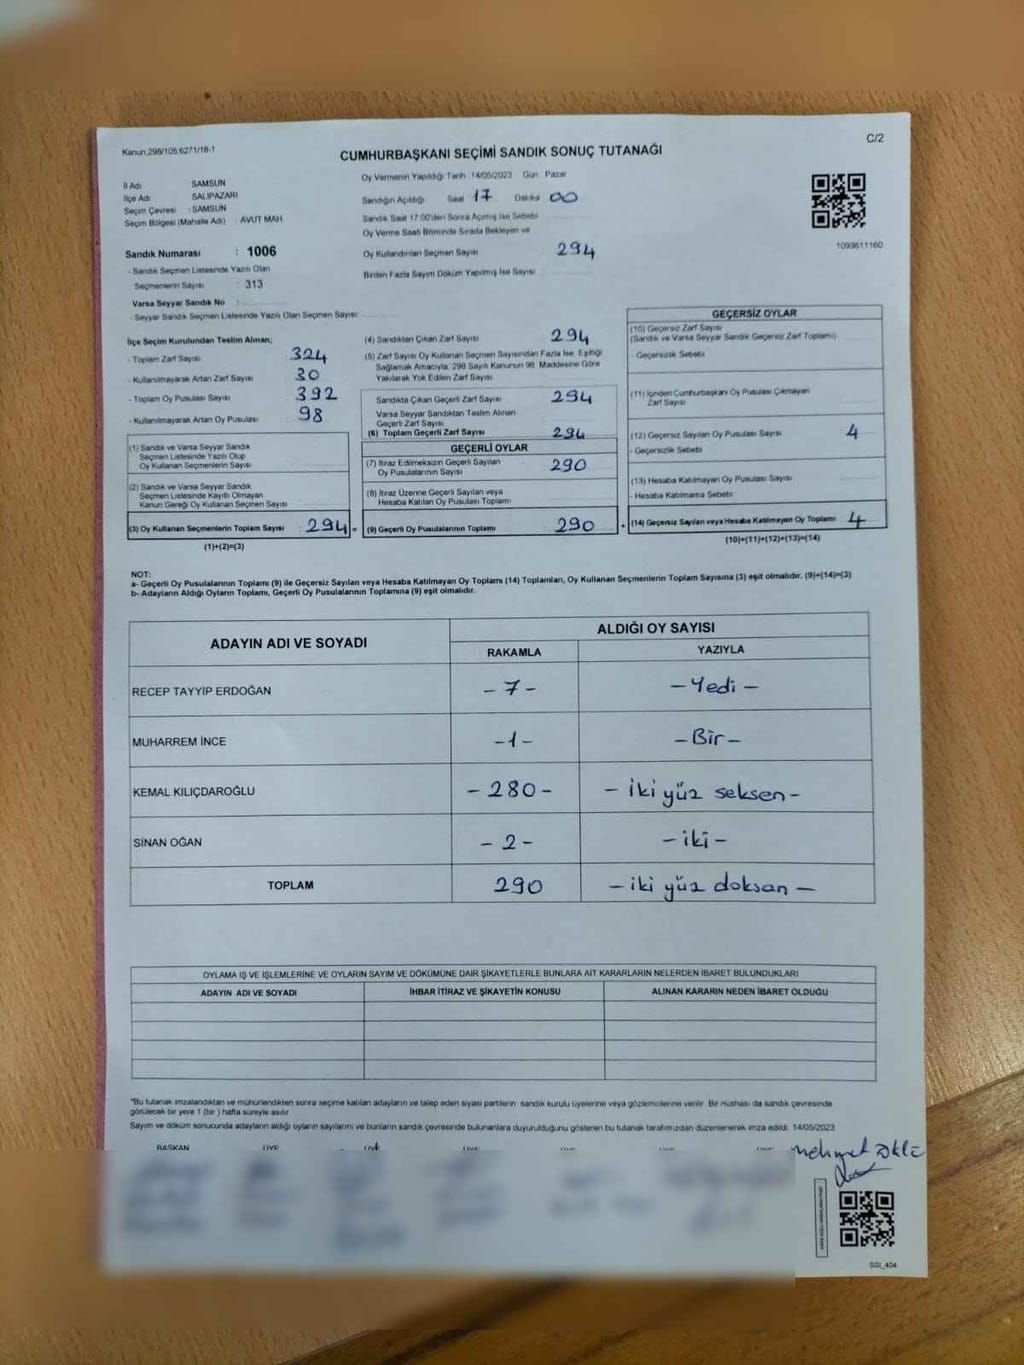 Kanun,298/105;6271/18-1
C/2
CUMHURBAŞKANI SEÇİMİ SANDIK SONUÇ TUTANAĞI
İl Adı SAMSUN
İlçe Adı SALIPAZARI
Seçim Çevresi : SAMSUN
Seçim Bölgesi (Mahalle Adı) : AVUT MAH
Oy Vermenin Yapıldığı Tarih 14/05/2023 Gün Pazar
Sandığın Açıldığı Saat 17 Dakika 00
Sandık Saat 17:00'den Sonra Açılmış İse Sebebi
Oy Verme Saati Bitiminde Sırada Bekleyen ve
Oy Kullandırılan Seçmen Sayısı 294
Birden Fazla Sayım Döküm Yapılmış İse Sayısı
1093611160
Sandık Numarası : 1006
- Sandık Seçmen Listesinde Yazılı Olan
Seçmenlerin Sayısı : 313
Varsa Seyyar Sandık No :
- Seyyar Sandık Seçmen Listesinde Yazılı Olan Seçmen Sayısı
İlçe Seçim Kurulundan Teslim Alınan;
- Toplam Zarf Sayısı 324
- Kullanılmayarak Artan Zarf Sayısı 30
- Toplam Oy Pusulası Sayısı 392
- Kullanılmayarak Artan Oy Pusulası 98
(1) Sandık ve Varsa Seyyar Sandık
Seçmen Listesinde Yazılı Olup
Oy Kullanan Seçmenlerin Sayısı
(2) Sandık ve Varsa Seyyar Sandık
Seçmen Listesinde Kayıtlı Olmayan
Kanun Gereği Oy Kullanan Seçmen Sayısı
(3) Oy Kullanan Seçmenlerin Toplam Sayısı 294 =
(1)+(2)=(3)
(4) Sandıktan Çıkan Zarf Sayısı 294
(5) Zarf Sayısı Oy Kullanan Seçmen Sayısından Fazla İse, Eşitliği
Sağlamak Amacıyla, 298 Sayılı Kanunun 98. Maddesine Göre
Yakılarak Yok Edilen Zarf Sayısı
Sandıkta Çıkan Geçerli Zarf Sayısı 294
Varsa Seyyar Sandıktan Teslim Alınan
Geçerli Zarf Sayısı
(6) Toplam Geçerli Zarf Sayısı 294
GEÇERLİ OYLAR
(7) İtiraz Edilmeksizin Geçerli Sayılan
Oy Pusulalarının Sayısı 290
(8) İtiraz Üzerine Geçerli Sayılan veya
Hesaba Katılan Oy Pusulası Toplamı
(9) Geçerli Oy Pusulalarının Toplamı 290 +
GEÇERSİZ OYLAR
(10) Geçersiz Zarf Sayısı
(Sandık ve Varsa Seyyar Sandık Geçersiz Zarf Toplamı)
- Geçersizlik Sebebi
(11) İçinden Cumhurbaşkanı Oy Pusulası Çıkmayan
Zarf Sayısı
(12) Geçersiz Sayılan Oy Pusulası Sayısı 4
- Geçersizlik Sebebi
(13) Hesaba Katılmayan Oy Pusulası Sayısı
- Hesaba Katılmama Sebebi
(14) Geçersiz Sayılan veya Hesaba Katılmayan Oy Toplamı 4
(10)+(11)+(12)+(13)=(14)
NOT:
a- Geçerli Oy Pusulalarının Toplamı (9) ile Geçersiz Sayılan veya Hesaba Katılmayan Oy Toplamı (14) Toplamları, Oy Kullanan Seçmenlerin Toplam Sayısına (3) eşit olmalıdır. (9)+(14)=(3)
b- Adayların Aldığı Oyların Toplamı, Geçerli Oy Pusulalarının Toplamına (9) eşit olmalıdır.
ADAYIN ADI VE SOYADI
ALDIĞI OY SAYISI
RAKAMLA YAZIYLA
RECEP TAYYİP ERDOĞAN - 7 - - Yedi -
MUHARREM İNCE -1- - Bir -
KEMAL KILIÇDAROĞLU - 280 - - iki yüz seksen -
SİNAN OĞAN - 2 - - iki -
TOPLAM 290 - iki yüz doksan -
OYLAMA İŞ VE İŞLEMLERİNE VE OYLARIN SAYIM VE DÖKÜMÜNE DAİR ŞİKAYETLERLE BUNLARA AİT KARARLARIN NELERDEN İBARET BULUNDUKLARI
ADAYIN ADI VE SOYADI İHBAR İTİRAZ VE ŞİKAYETİN KONUSU ALINAN KARARIN NEDEN İBARET OLDUĞU
"Bu tutanak imzalandıktan ve mühürlendikten sonra seçime katılan adayların ve talep eden siyasi partilerin sandık kurulu üyelerine veya gözlemcilerine verilir. Bir nüshası da sandık çevresinde
görülecek bir yere 1 (bir ) hafta süreyle asılır.
Sayım ve döküm sonucunda adayların aldığı oyların sayılarını ve bunların sandık çevresinde bulunanlara duyurulduğunu gösteren bu tutanak tarafımızdan düzenlenerek imza edildi. 14/05/2023
BAŞKAN ÜYE ÜYE ÜYE ÜYE ÜYE
Mehmet
SSI_404